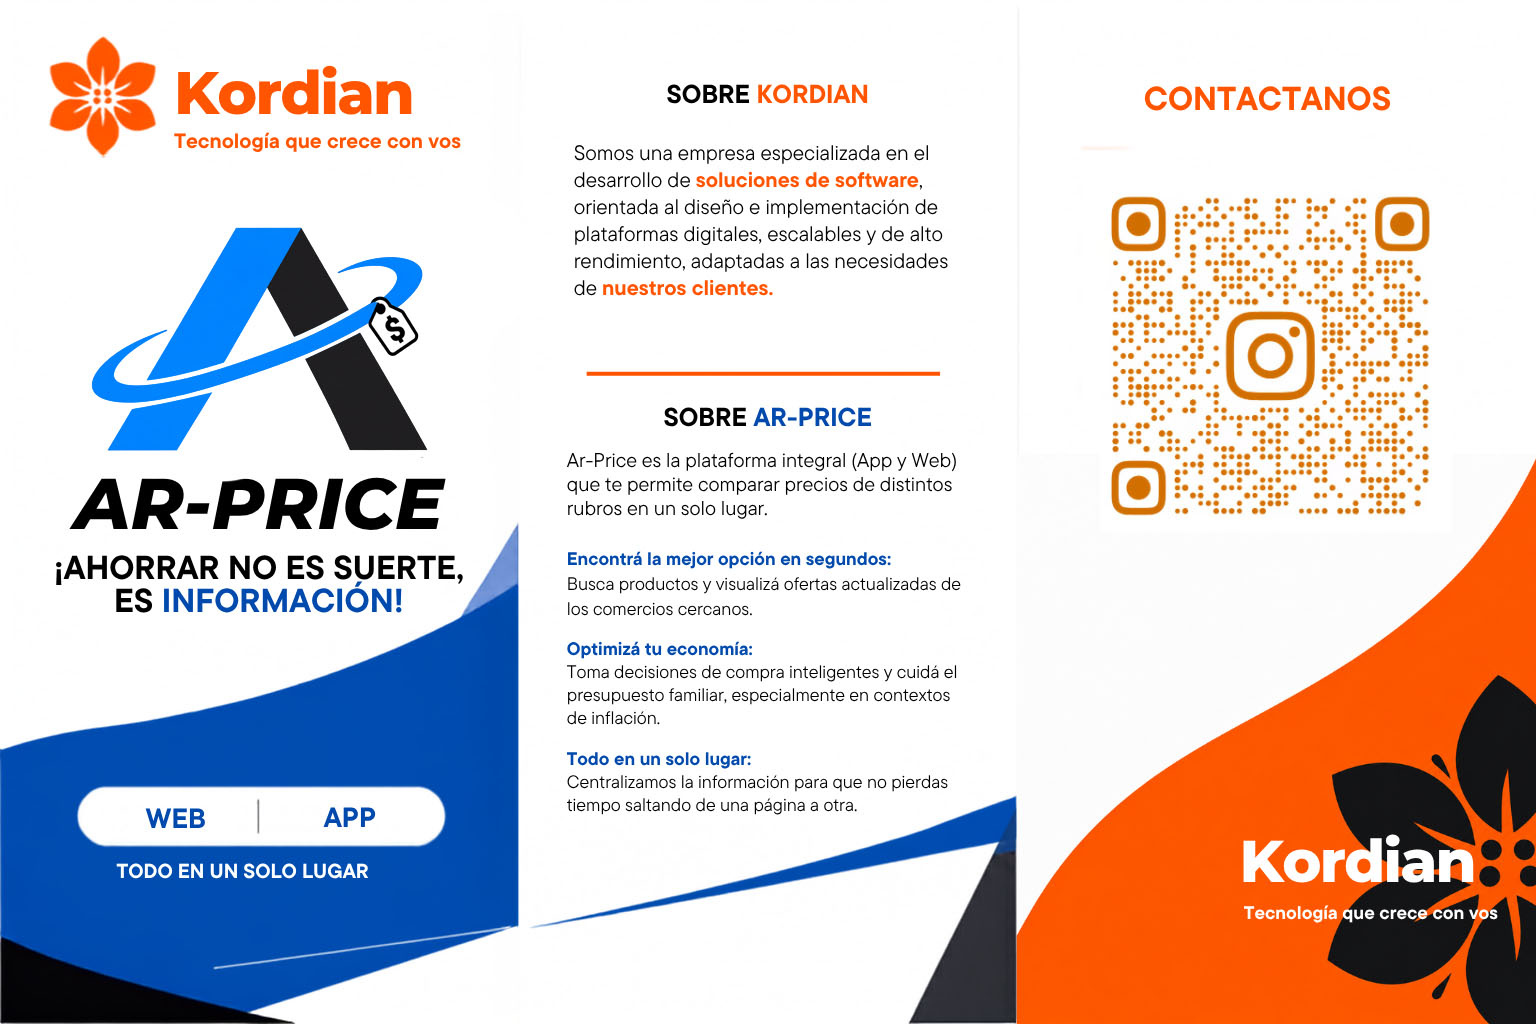 Kordian
Tecnología que crece con vos
$
AR-PRICE
¡AHORRAR NO ES SUERTE,
ES INFORMACIÓN!
WEB | APP
TODO EN UN SOLO LUGAR
SOBRE KORDIAN
Somos una empresa especializada en el
desarrollo de soluciones de software,
orientada al diseño e implementación de
plataformas digitales, escalables y de alto
rendimiento, adaptadas a las necesidades
de nuestros clientes.
SOBRE AR-PRICE
Ar-Price es la plataforma integral (App y Web)
que te permite comparar precios de distintos
rubros en un solo lugar.
Encontrá la mejor opción en segundos:
Busca productos y visualizá ofertas actualizadas de
los comercios cercanos.
Optimizá tu economía:
Toma decisiones de compra inteligentes y cuidá el
presupuesto familiar, especialmente en contextos
de inflación.
Todo en un solo lugar:
Centralizamos la información para que no pierdas
tiempo saltando de una página a otra.
CONTACTANOS
Kordian
Tecnología que crece con vos